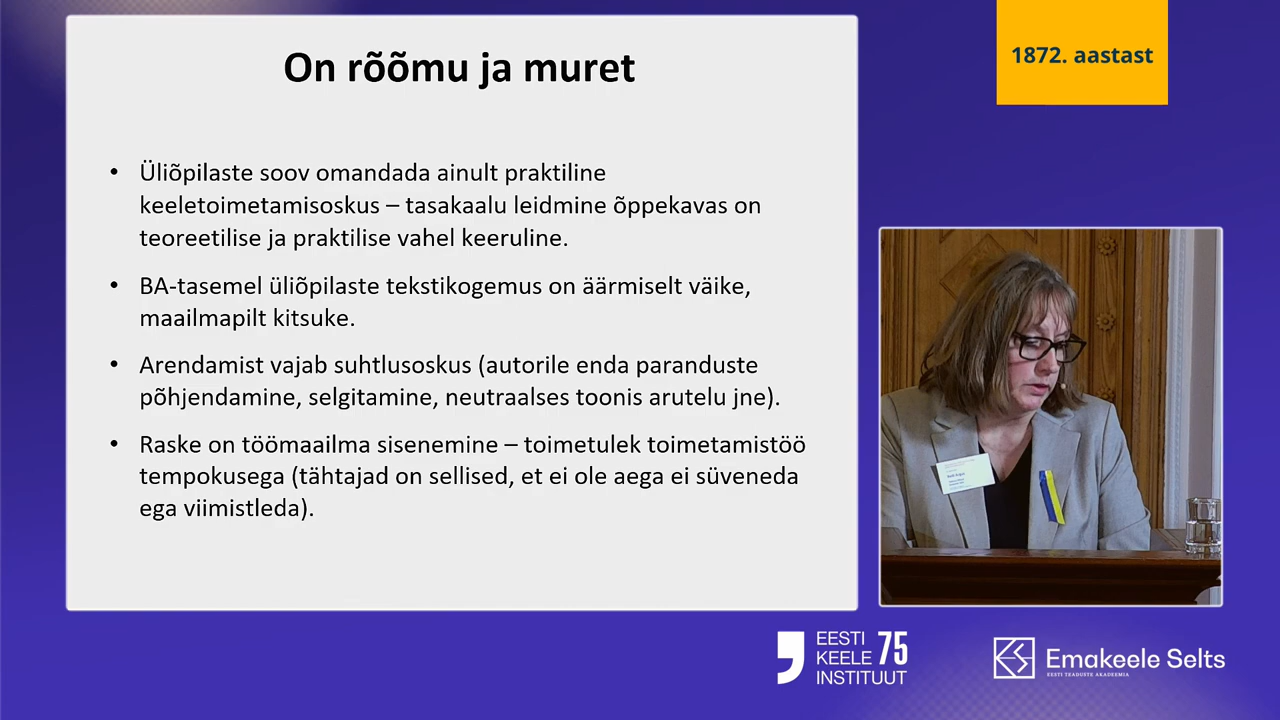 On rõõmu ja muret
1872. aastast
• Üliõpilaste soov omandada ainult praktiline
keeletoimetamisoskus – tasakaalu leidmine õppekavas on
teoreetilise ja praktilise vahel keeruline.
• BA-tasemel üliõpilaste tekstikogemus on äärmiselt väike,
maailmapilt kitsuke.
• Arendamist vajab suhtlusoskus (autorile enda paranduste
põhjendamine, selgitamine, neutraalses toonis arutelu jne).
• Raske on töömaailma sisenemine – toimetulek toimetamistöö
tempokusega (tähtajad on sellised, et ei ole aega ei süveneda
ega viimistleda).
EESTI
KEELE 75
INSTITUUT
Emakeele Selts
EESTI TEADUSTE AKADEEMIA